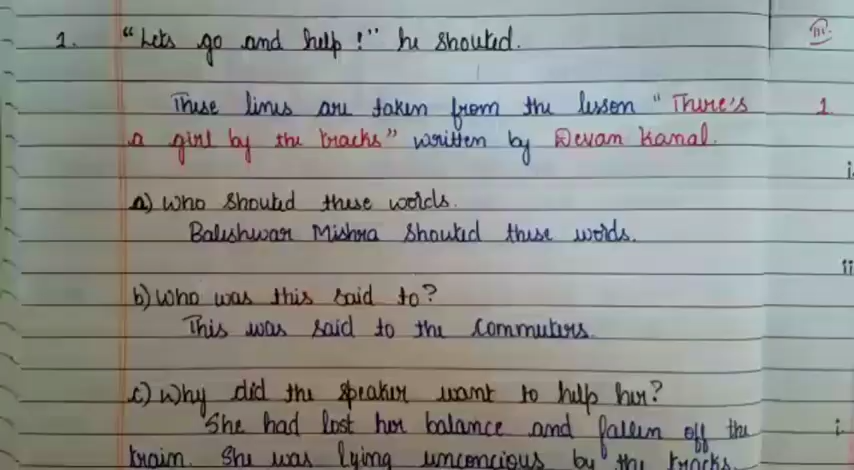 1. "Lets go and help!" he shouted.
These lines are taken from the lesson "There's
a girl by the tracks" written by Devan Kanal.
a) who shouted these words.
Baleshwar Mishra shouted these words.
b) who was this said to?
This was said to the commuters.
c) Why did the speaker want to help her?
She had lost her balance and fallen off the
train. She was lying unconcious by the tracks
1.
i.
ii
i.